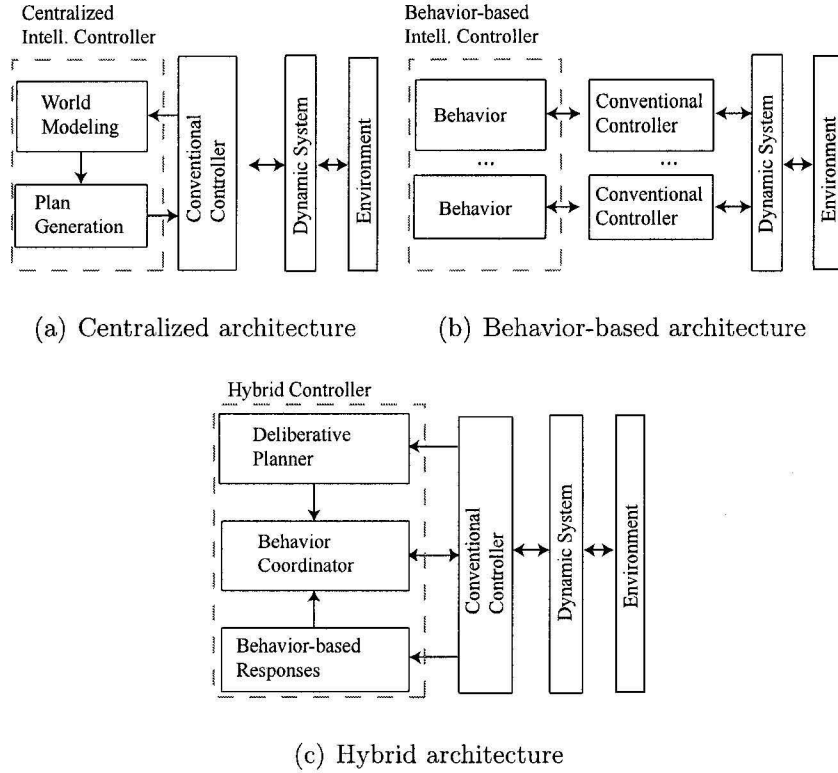 Centralized
Intell. Controller
World
Modeling
Plan
Generation
Conventional
Controller
Dynamic System
Environment
(a) Centralized architecture
Behavior-based
Intell. Controller
Behavior
...
Behavior
Conventional
Controller
...
Conventional
Controller
Dynamic System
Environment
(b) Behavior-based architecture
Hybrid Controller
Deliberative
Planner
Behavior
Coordinator
Behavior-based
Responses
Conventional
Controller
Dynamic System
Environment
(c) Hybrid architecture